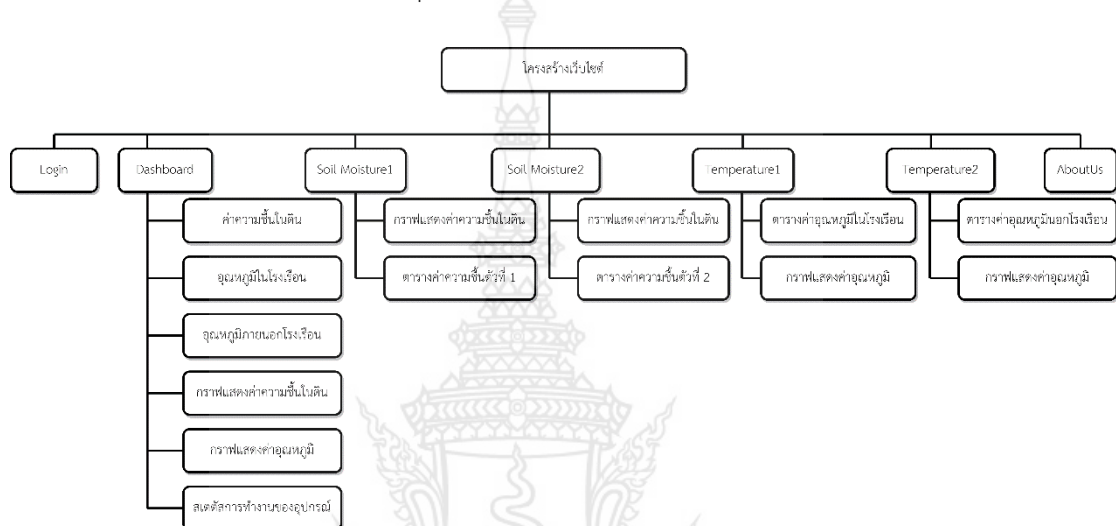 โครงสร้างเว็บไซต์
Login
Dashboard
Soil Moisture1
Soil Moisture2
Temperature1
Temperature2
AboutUs
ค่าความชื้นในดิน
อุณหภูมิในโรงเรือน
อุณหภูมิภายนอกโรงเรือน
กราฟแสดงค่าความชื้นในดิน
กราฟแสดงค่าอุณหภูมิ
สเตตัสการทำงานของอุปกรณ์
กราฟแสดงค่าความชื้นในดิน
ตารางค่าความชื้นตัวที่ 1
กราฟแสดงค่าความชื้นในดิน
ตารางค่าความชื้นตัวที่ 2
ตารางค่าอุณหภูมิในโรงเรือน
กราฟแสดงค่าอุณหภูมิ
ตารางค่าอุณหภูมินอกโรงเรือน
กราฟแสดงค่าอุณหภูมิ